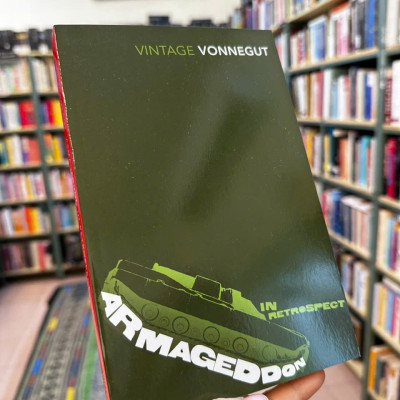 VINTAGE VONNEGUT
IN
RETROSPECT
ARMAGEDDON